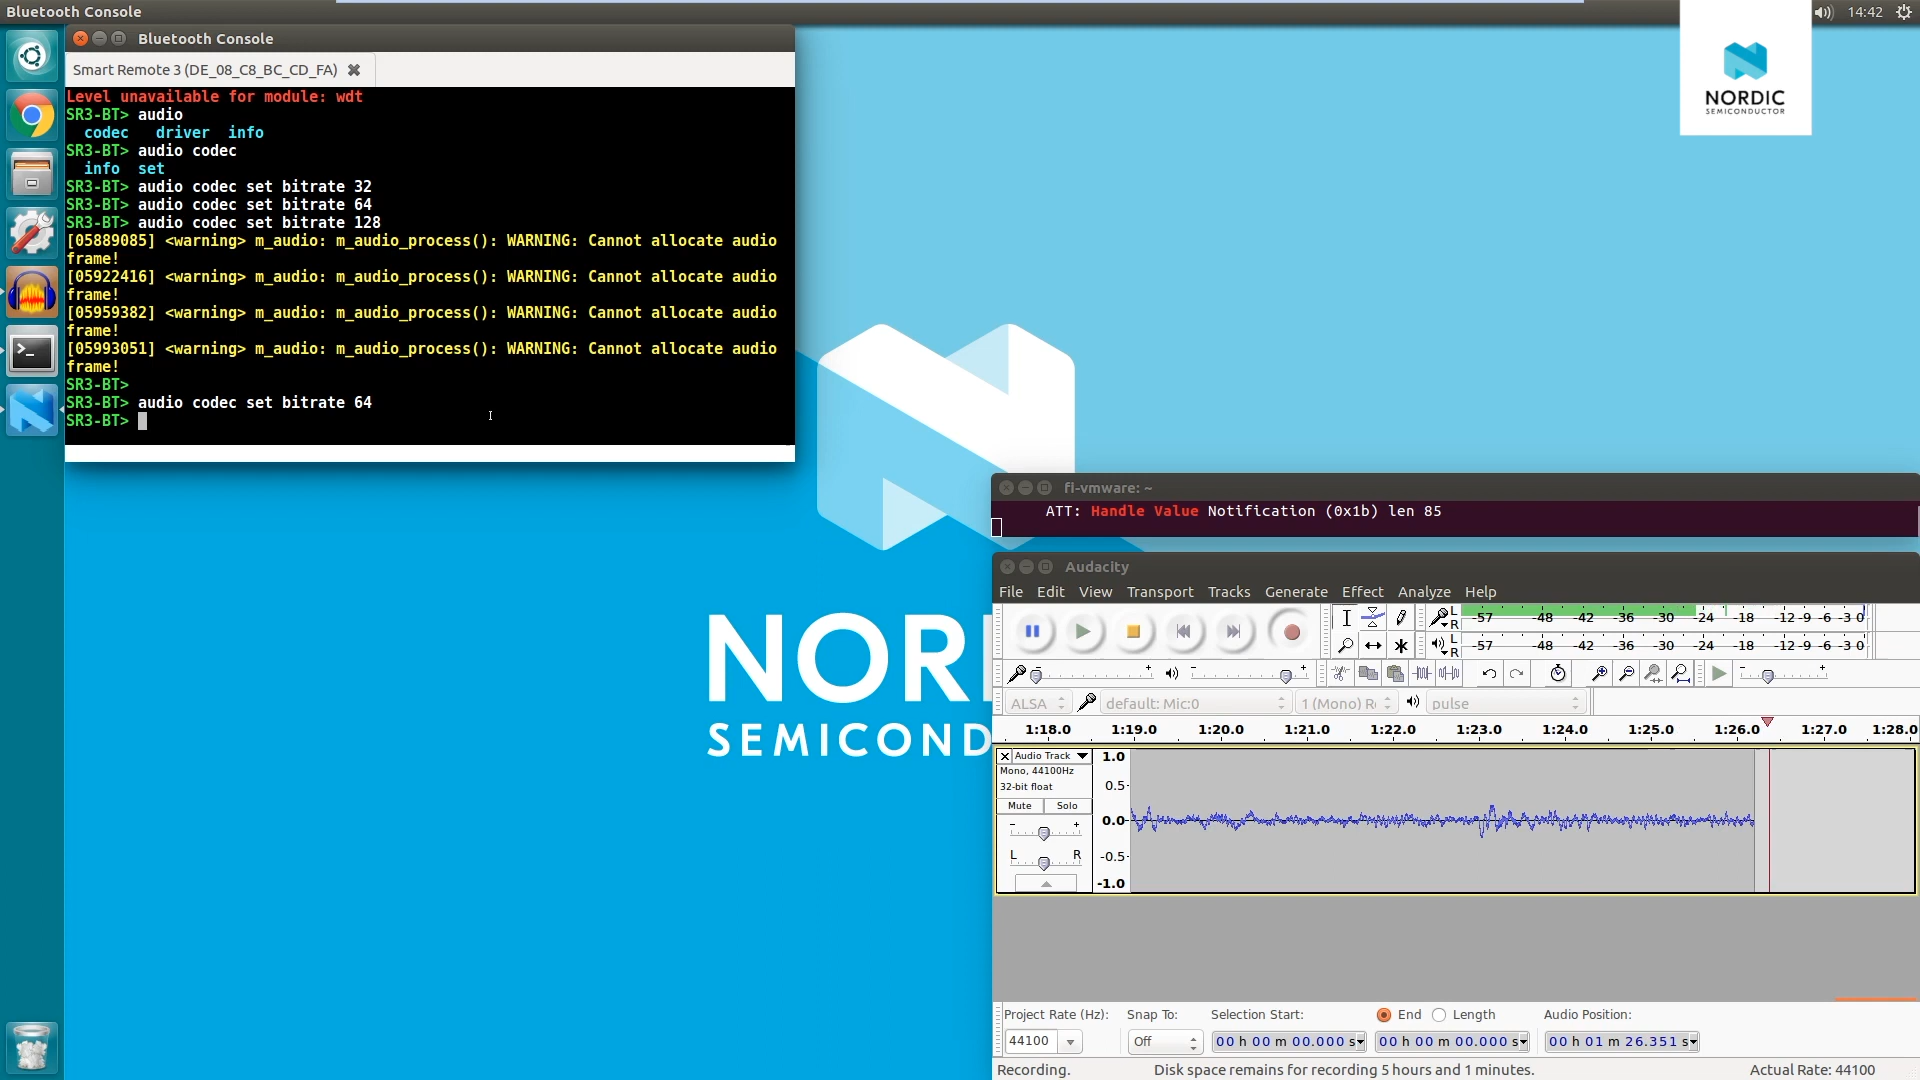 Bluetooth Console
14:42
Bluetooth Console
Smart Remote 3 (DE_08_C8_BC_CD_FA)
Level unavailable for module: wdt
SR3-BT> audio
codec driver info
SR3-BT> audio codec
info set
SR3-BT> audio codec set bitrate 32
SR3-BT> audio codec set bitrate 64
SR3-BT> audio codec set bitrate 128
[05889085] <warning> m_audio: m_audio_process(): WARNING: Cannot allocate audio
frame!
[05922416] <warning> m_audio: m_audio_process(): WARNING: Cannot allocate audio
frame!
[05959382] <warning> m_audio: m_audio_process(): WARNING: Cannot allocate audio
frame!
[05993051] <warning> m_audio: m_audio_process(): WARNING: Cannot allocate audio
frame!
SR3-BT>
SR3-BT> audio codec set bitrate 64
SR3-BT>
NORDIC
SEMICONDUCTOR
NOR
SEMICOND
fl-vmware: ~
ATT: Handle Value Notification (0x1b) len 85
Audacity
File Edit View Transport Tracks Generate Effect Analyze Help
L
R
-57 -48 -42 -36 -30 -24 -18 -12 -9 -6 -3 0
L
R
-57 -48 -42 -36 -30 -24 -18 -12 -9 -6 -3 0
ALSA default: Mic:0 1 (Mono) R pulse
1:18.0 1:19.0 1:20.0 1:21.0 1:22.0 1:23.0 1:24.0 1:25.0 1:26.0 1:27.0 1:28.0
Audio Track
Mono, 44100Hz
32-bit float
Mute Solo
- +
L R
1.0
0.5
0.0
-0.5
-1.0
Project Rate (Hz): Snap To: Selection Start: End Length Audio Position:
44100 Off 00 h 00 m 00.000 s 00 h 00 m 00.000 s 00 h 01 m 26.351 s
Recording. Disk space remains for recording 5 hours and 1 minutes. Actual Rate: 44100